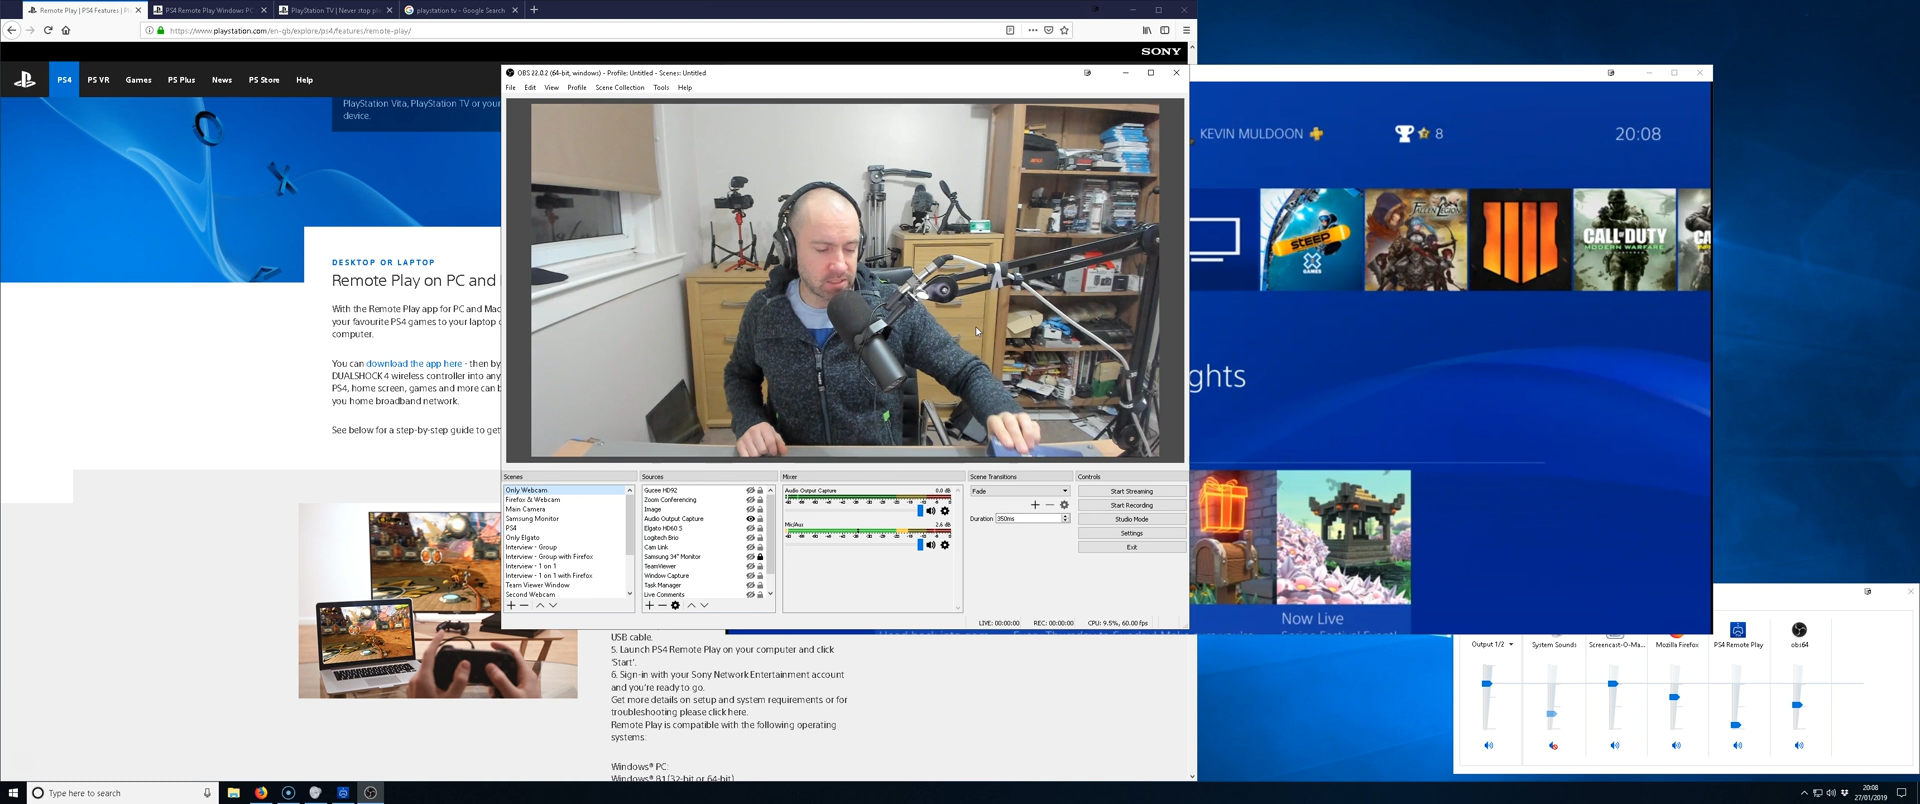 Remote Play | PS4 Features | Pl
PS4 Remote Play Windows PC
PlayStation TV | Never stop pl
playstation tv - Google Search
https://www.playstation.com/en-gb/explore/ps4/features/remote-play/
SONY
PS4
PS VR
Games
PS Plus
News
PS Store
Help
PlayStation Vita, PlayStation TV or your
device.
DESKTOP OR LAPTOP
Remote Play on PC and
With the Remote Play app for PC and Mac
your favourite PS4 games to your laptop o
computer.
You can download the app here - then by
DUALSHOCK 4 wireless controller into any
PS4, home screen, games and more can b
you home broadband network.
See below for a step-by-step guide to get
USB cable.
5. Launch PS4 Remote Play on your computer and click
'Start'.
6. Sign-in with your Sony Network Entertainment account
and you're ready to go.
Get more details on setup and system requirements or for
troubleshooting please click here.
Remote Play is compatible with the following operating
systems:
Windows® PC:
Windows® 8.1 (32-bit or 64-bit)
OBS 22.0.2 (64-bit, windows) - Profile: Untitled - Scenes: Untitled
File
Edit
View
Profile
Scene Collection
Tools
Help
Scenes
Only Webcam
Firefox & Webcam
Main Camera
Samsung Monitor
PS4
Only Elgato
Interview - Group
Interview - Group with Firefox
Interview - 1 on 1
Interview - 1 on 1 with Firefox
Team Viewer Window
Second Webcam
Sources
Gucee HD92
Zoom Conferencing
Image
Audio Output Capture
Elgato HD60 S
Logitech Brio
Cam Link
Samsung 34" Monitor
TeamViewer
Window Capture
Task Manager
Live Comments
Mixer
Audio Output Capture
0.0 dB
Mic/Aux
2.6 dB
Scene Transitions
Fade
Duration
350ms
Controls
Start Streaming
Start Recording
Studio Mode
Settings
Exit
LIVE: 00:00:00
REC: 00:00:00
CPU: 9.5%, 60.00 fps
KEVIN MULDOON
8
20:08
STEEP
X
GAMES
FALLEN LEGION
CALL OF DUTY
MODERN WARFARE
ghts
Now Live
Output 1/2
System Sounds
Screencast-O-Ma...
Mozilla Firefox
PS4 Remote Play
obs64
Type here to search
20:08
27/01/2019